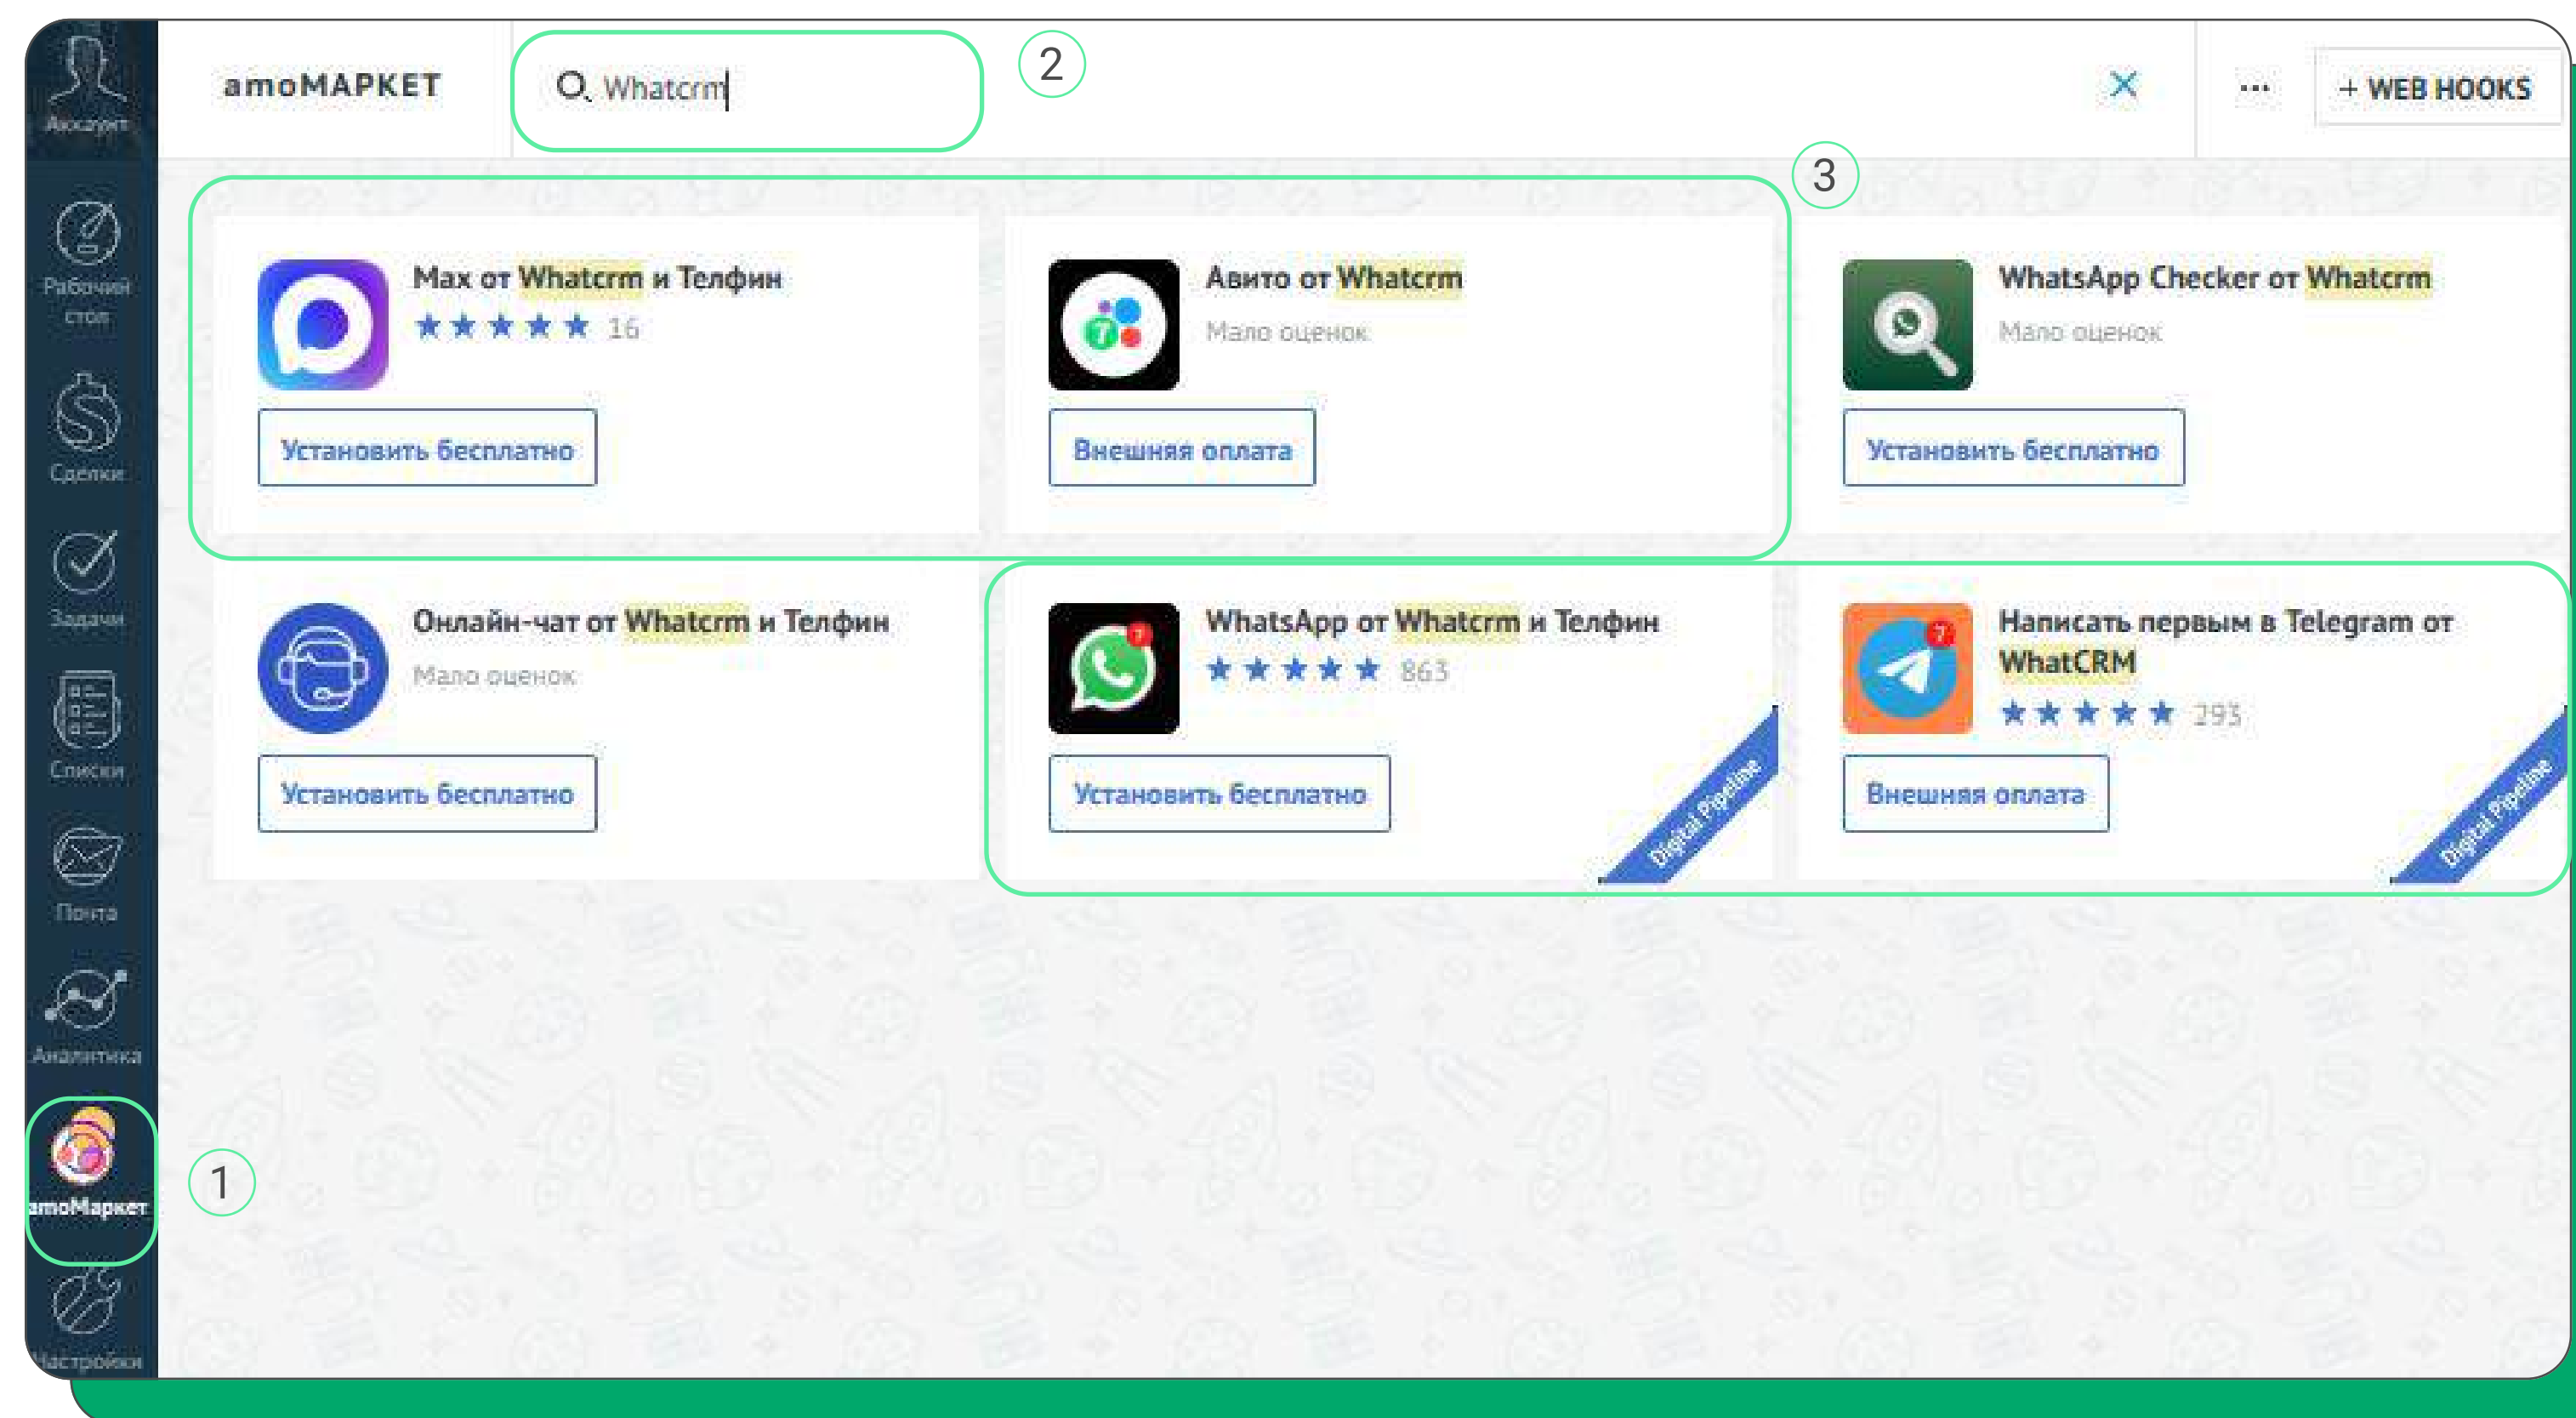 Аккаунт
Рабочий
стол
Сделки
Задачи
Списки
Почта
Аналитика
amoМаркет
Настройки
1
amoМАРКЕТ
Whatcrm
2
... + WEB HOOKS
3
Max от Whatcrm и Телфин
16
Установить бесплатно
Авито от Whatcrm
Мало оценок
Внешняя оплата
WhatsApp Checker от Whatcrm
Мало оценок
Установить бесплатно
Онлайн-чат от Whatcrm и Телфин
Мало оценок
Установить бесплатно
WhatsApp от Whatcrm и Телфин
863
Установить бесплатно
Digital Pipeline
Написать первым в Telegram от
WhatCRM
293
Внешняя оплата
Digital Pipeline